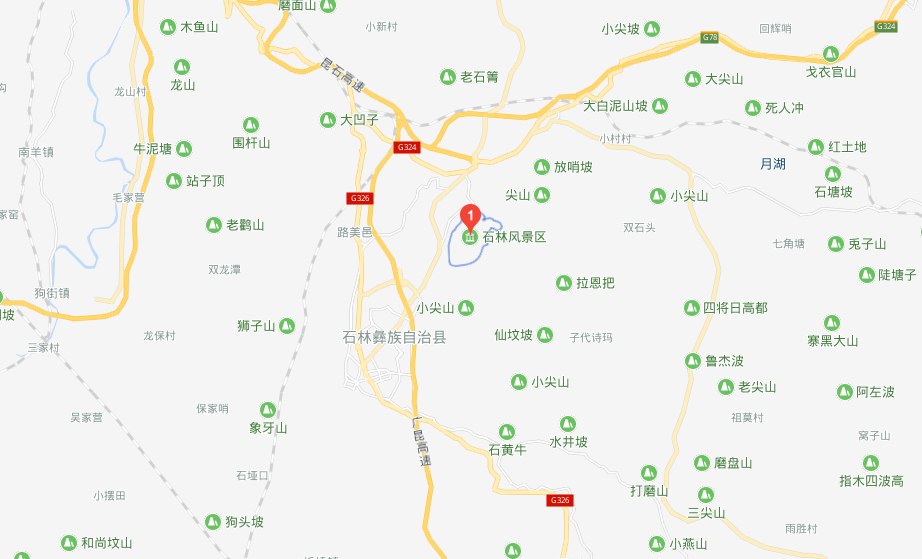 磨面山
木鱼山
小新村
小尖坡
回辉哨
G324
G78
戈衣官山
昆石高速
老石箐
大尖山
龙山
龙山村
沟
大白泥山坡
死人冲
大凹子
围杆山
小村村
牛泥塘
南羊镇
G324
红土地
月湖
放哨坡
站子顶
石塘坡
毛家营
G326
尖山
小尖山
家窑
1
老鹳山
双石头
路美邑
石林风景区
七角塘
兎子山
双龙潭
陡塘子
拉恩把
狗街镇
小尖山
四将日高都
坡
狮子山
龙保村
石林彝族自治县
仙坟坡
子代诗玛
寨黑大山
三家村
鲁杰波
小尖山
老尖山
阿左波
吴家营
保家哨
象牙山
祖莫村
广昆高速
石黄牛
水井坡
窝子山
石垭口
磨盘山
打磨山
指木四波高
小摆田
G326
三尖山
狗头坡
雨胜村
和尚坟山
小燕山